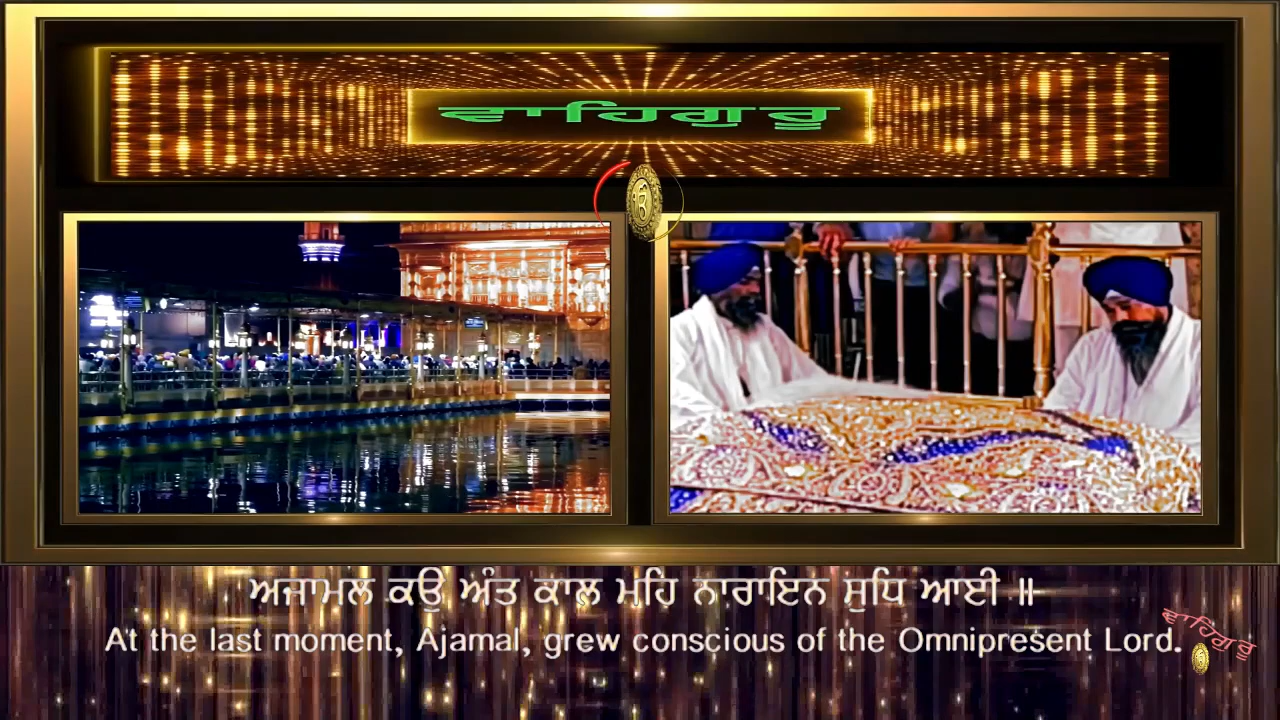 ਵਾਹਿਗੁਰੂ
ੴ
ਅਜਾਮਲ ਕਉ ਅੰਤ ਕਾਲ ਮਹਿ ਨਾਰਾਇਨ ਸੁਧਿ ਆਈ ॥
At the last moment, Ajamal, grew conscious of the Omnipresent Lord.
ਵਾਹਿਗੁਰੂ
ੴ